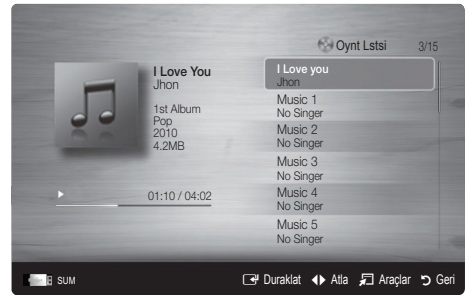 Oynt Lstsi 3/15
I Love You
Jhon
1st Album
Pop
2010
4.2MB
01:10 / 04:02
I Love you
Jhon
Music 1
No Singer
Music 2
No Singer
Music 3
No Singer
Music 4
No Singer
Music 5
No Singer
SUM Duraklat Atla Araçlar Geri